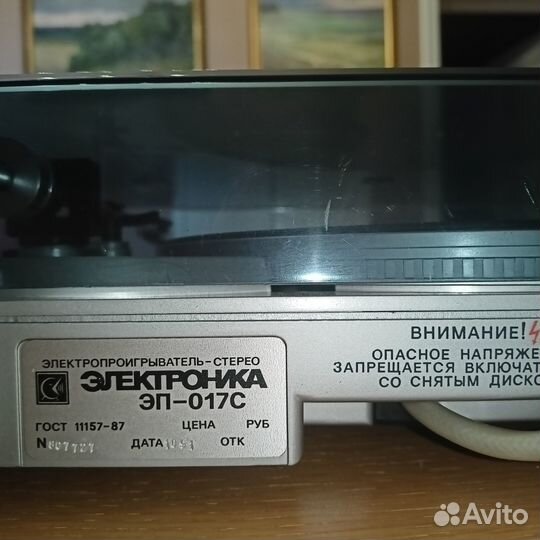 ЭЛЕКТРОПРОИГРЫВАТЕЛЬ-СТЕРЕО
ЭЛЕКТРОНИКА
ЭП-017С
ГОСТ 11157-87 ЦЕНА РУБ
N ДАТА ОТК
ВНИМАНИЕ!
ОПАСНОЕ НАПРЯЖЕ
ЗАПРЕЩАЕТСЯ ВКЛЮЧАТ
СО СНЯТЫМ ДИСКО
Avito